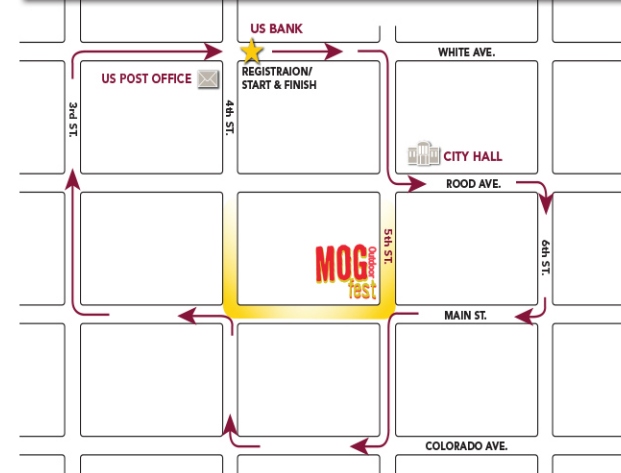 US BANK
WHITE AVE.
REGISTRAION/
START & FINISH
US POST OFFICE
3rd ST.
4th ST.
CITY HALL
ROOD AVE.
5th ST.
6th ST.
MOG
Outdoor
fest
MAIN ST.
COLORADO AVE.